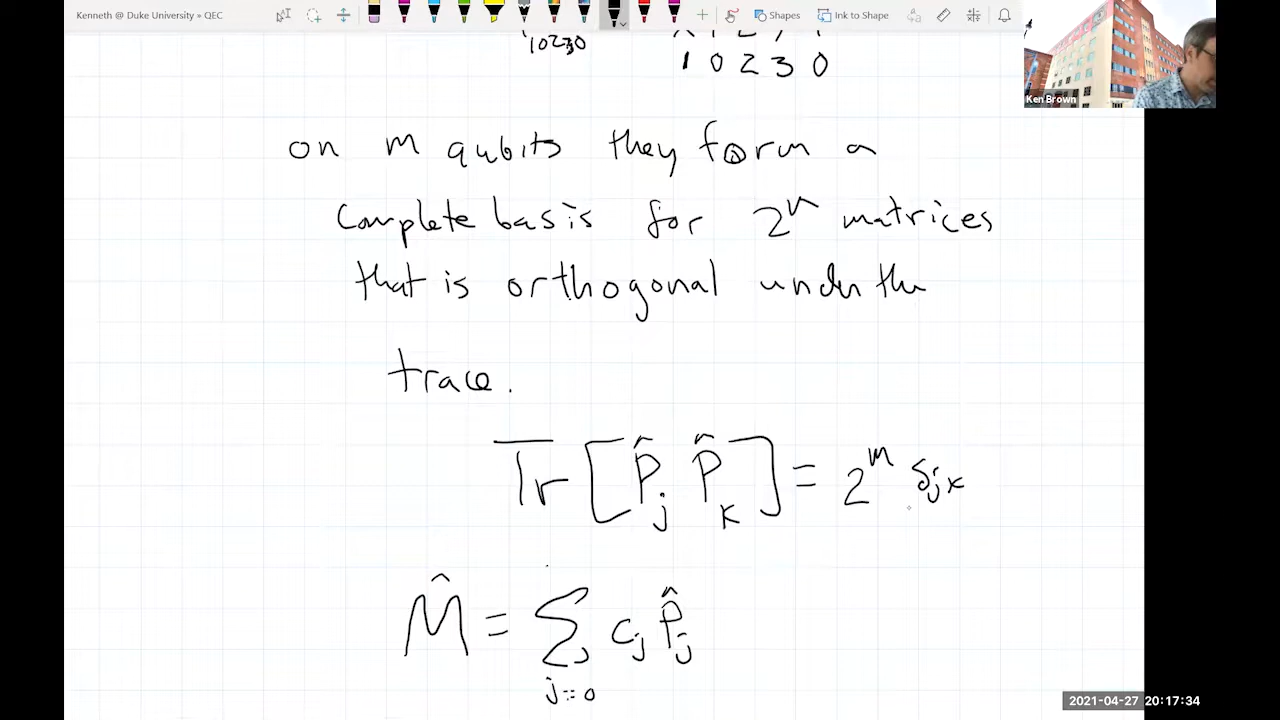 Kenneth @ Duke University » QEC
Shapes
Ink to Shape
10230
1 0 2 3 0
Ken Brown
on m qubits they form a
complete basis for 2^n matrices
that is orthogonal under the
trace.
Tr [P̂_j P̂_k] = 2^m δ_jk
M̂ = Σ_{j=0} c_j P̂_j
2021-04-27 20:17:34